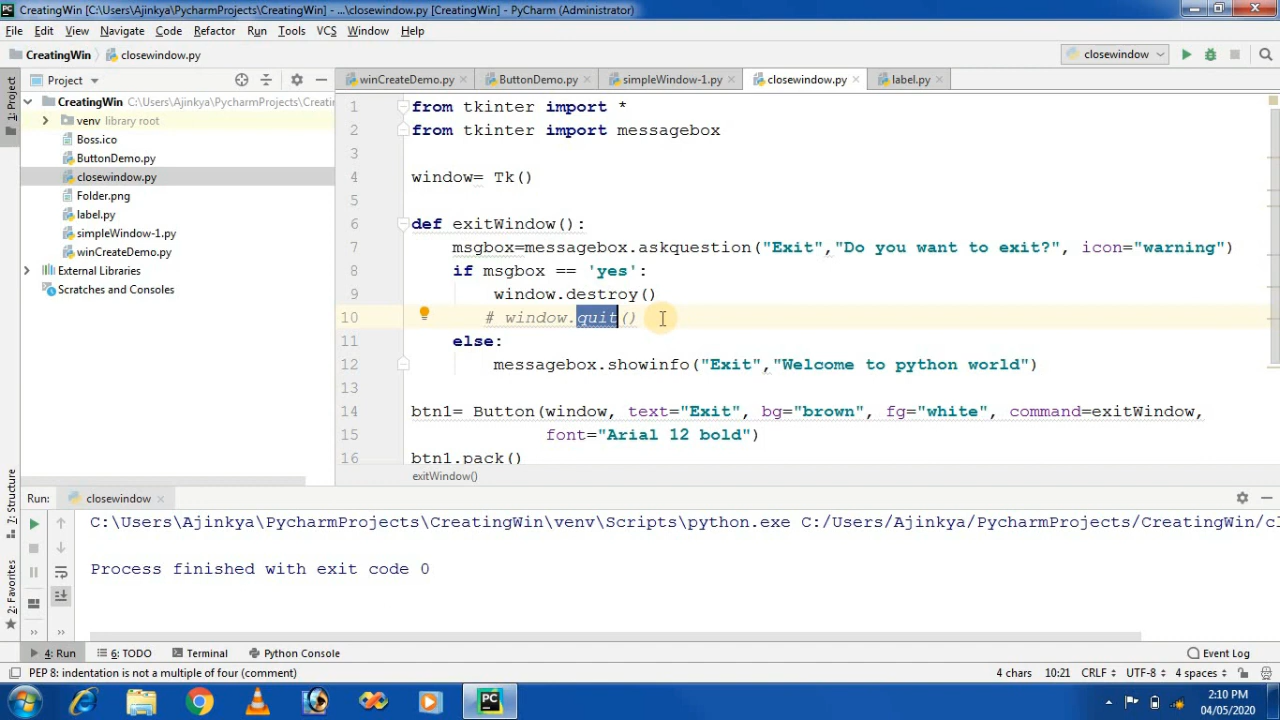 CreatingWin [C:\Users\Ajinkya\PycharmProjects\CreatingWin] - ...\closewindow.py [CreatingWin] - PyCharm (Administrator)
File Edit View Navigate Code Refactor Run Tools VCS Window Help
CreatingWin closewindow.py closewindow
1: Project
Project winCreateDemo.py ButtonDemo.py simpleWindow-1.py closewindow.py label.py
CreatingWin C:\Users\Ajinkya\PycharmProjects\Creatin
venv library root
Boss.ico
ButtonDemo.py
closewindow.py
Folder.png
label.py
simpleWindow-1.py
winCreateDemo.py
External Libraries
Scratches and Consoles
1 from tkinter import *
2 from tkinter import messagebox
3
4 window= Tk()
5
6 def exitWindow():
7 msgbox=messagebox.askquestion("Exit","Do you want to exit?", icon="warning")
8 if msgbox == 'yes':
9 window.destroy()
10 # window.quit()
11 else:
12 messagebox.showinfo("Exit","Welcome to python world")
13
14 btn1= Button(window, text="Exit", bg="brown", fg="white", command=exitWindow,
15 font="Arial 12 bold")
16 btn1.pack()
exitWindow()
7: Structure
2: Favorites
Run: closewindow
C:\Users\Ajinkya\PycharmProjects\CreatingWin\venv\Scripts\python.exe C:/Users/Ajinkya/PycharmProjects/CreatingWin/cl
Process finished with exit code 0
4: Run 6: TODO Terminal Python Console Event Log
PEP 8: indentation is not a multiple of four (comment) 4 chars 10:21 CRLF UTF-8 4 spaces
2:10 PM
04/05/2020